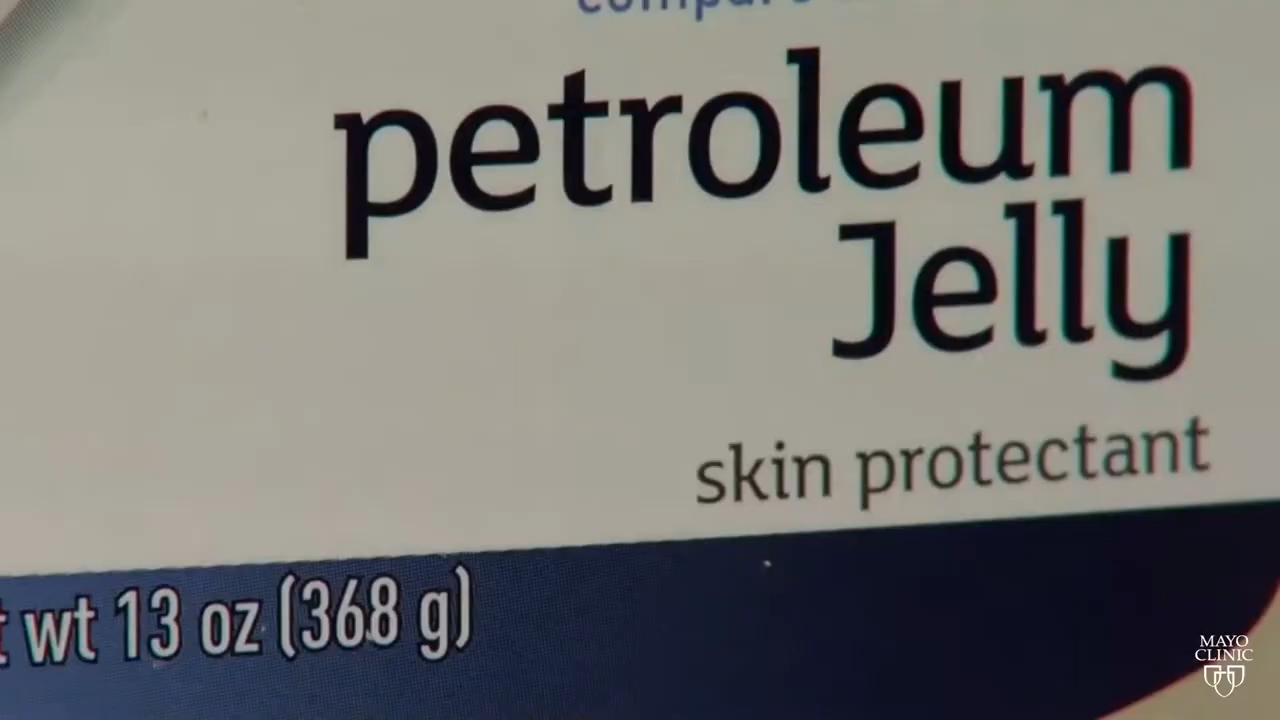 petroleum
Jelly
skin protectant
wt 13 oz (368 g)
MAYO
CLINIC